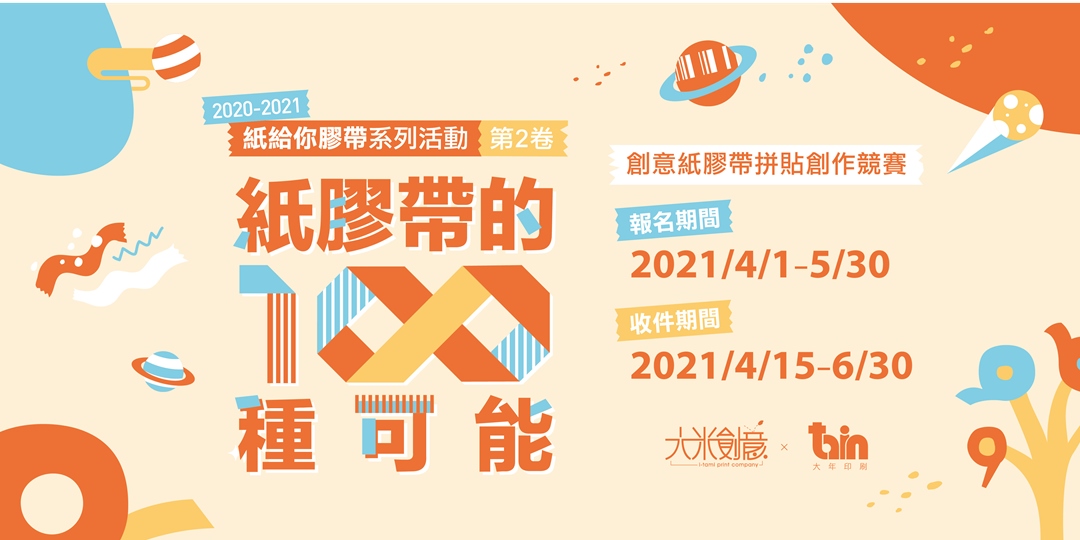 2020-2021
紙給你膠帶系列活動 第2卷
紙膠帶的
100
種可能
創意紙膠帶拼貼創作競賽
報名期間
2021/4/1-5/30
收件期間
2021/4/15-6/30
大米創意 × tain
i-tami print company
大年印刷